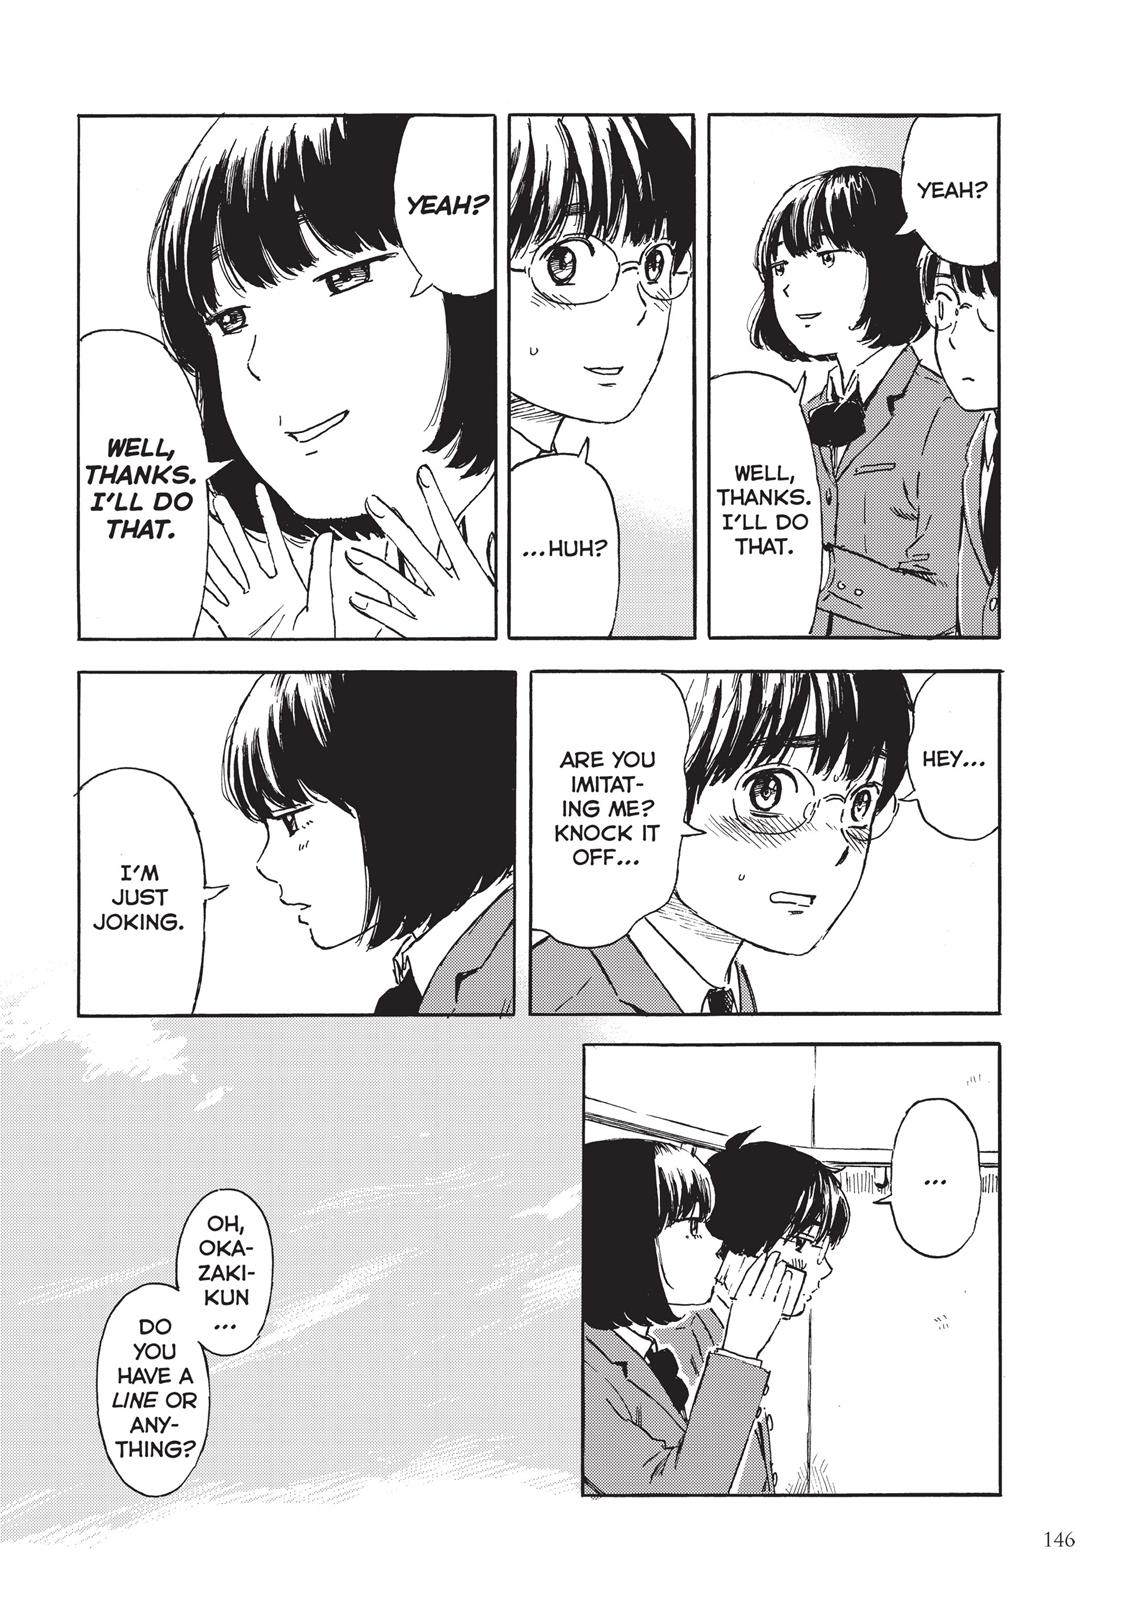 YEAH?
WELL,
THANKS.
I'LL DO
THAT.
...HUH?
YEAH?
WELL,
THANKS.
I'LL DO
THAT.
HEY...
ARE YOU
IMITAT-
ING ME?
KNOCK IT
OFF...
I'M
JUST
JOKING.
...
OH,
OKA-
ZAKI-
KUN
...
DO
YOU
HAVE A
LINE OR
ANY-
THING?
146